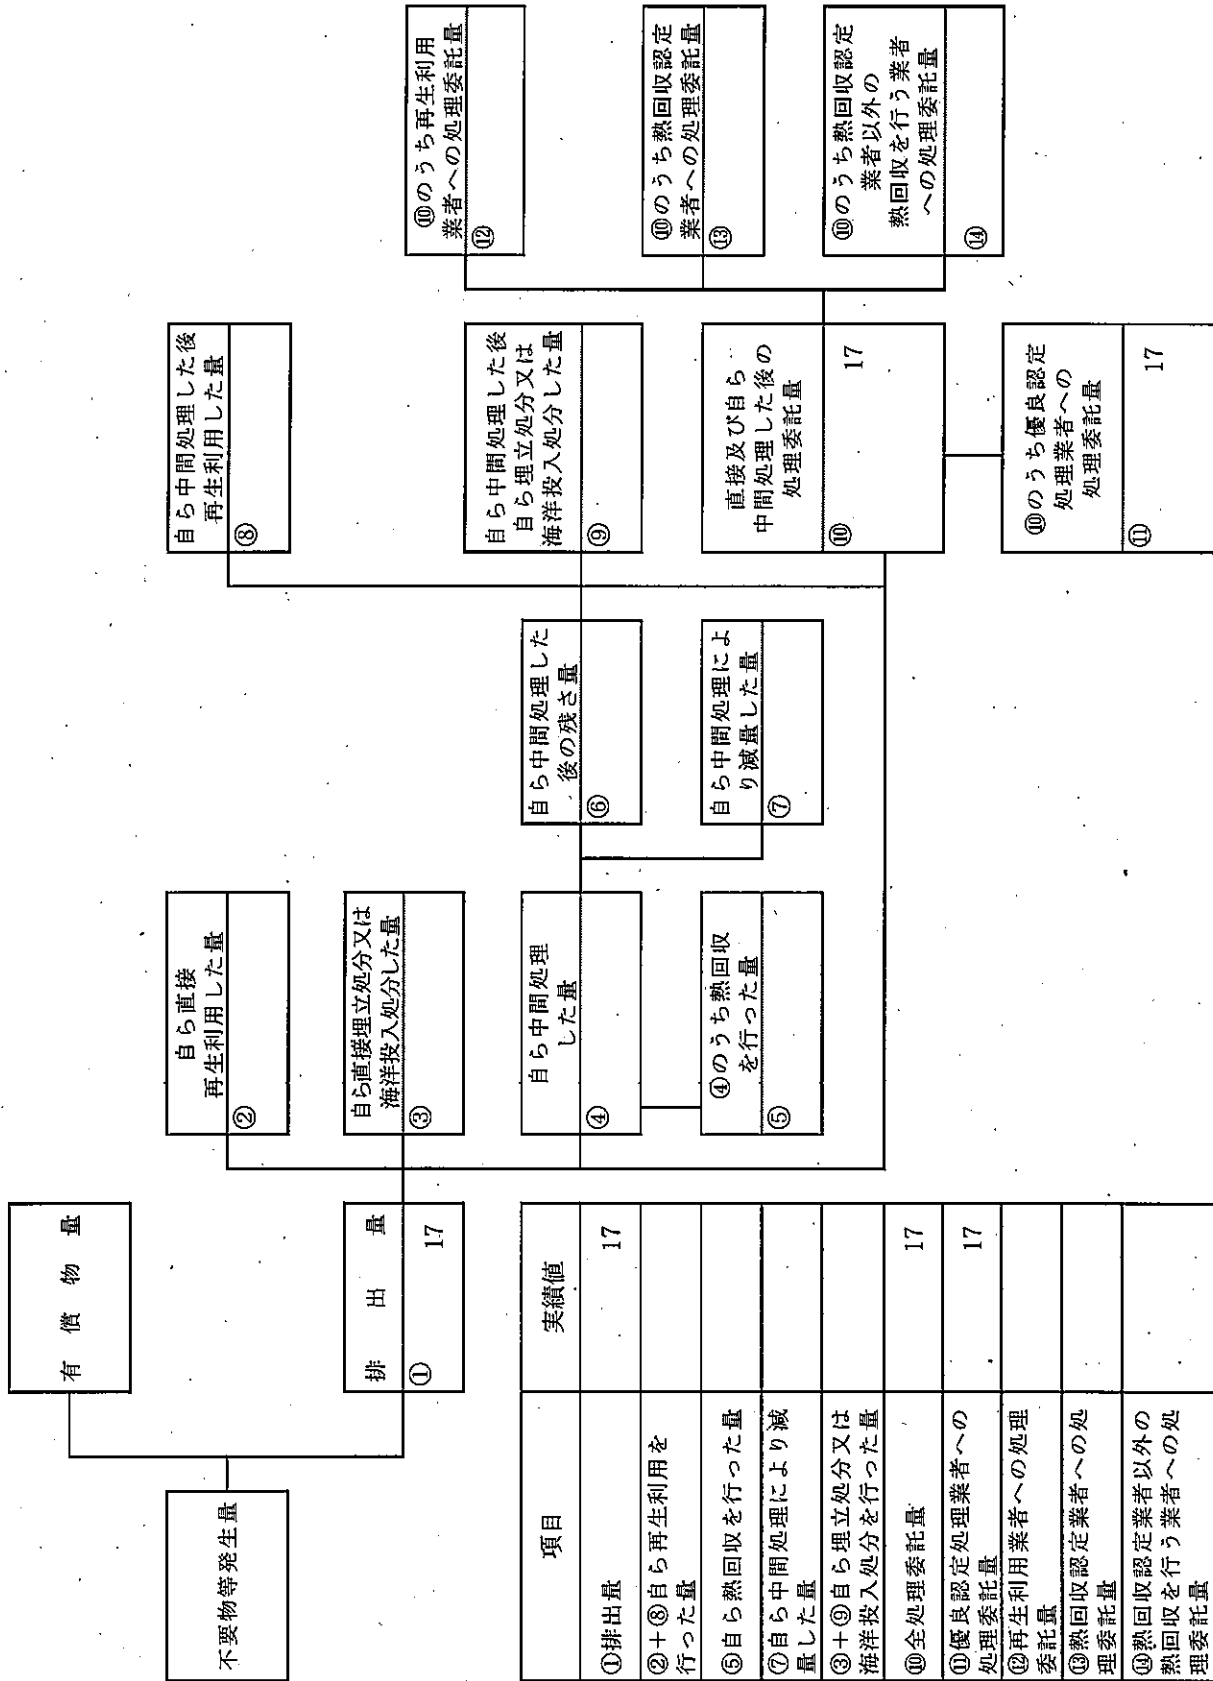 不要物等発生量
有償物量
排出量
① 17
自ら直接
再生利用した量
②
自ら直接埋立処分又は
海洋投入処分した量
③
自ら中間処理
した量
④
④のうち熱回収
を行った量
⑤
自ら中間処理した
後の残さ量
⑥
自ら中間処理によ
り減量した量
⑦
自ら中間処理した後
再生利用した量
⑧
自ら中間処理した後
自ら埋立処分又は
海洋投入処分した量
⑨
直接及び自ら
中間処理した後の
処理委託量
⑩ 17
⑩のうち優良認定
処理業者への
処理委託量
⑪ 17
⑩のうち再生利用
業者への処理委託量
⑫
⑩のうち熱回収認定
業者への処理委託量
⑬
⑩のうち熱回収認定
業者以外の
熱回収を行う業者
への処理委託量
⑭
項目 実績値
①排出量 17
②+⑧自ら再生利用を
行った量
⑤自ら熱回収を行った量
⑦自ら中間処理により減
量した量
③+⑨自ら埋立処分又は
海洋投入処分を行った量
⑩全処理委託量 17
⑪優良認定処理業者への
処理委託量 17
⑫再生利用業者への処理
委託量
⑬熱回収認定業者への処
理委託量
⑭熱回収認定業者以外の
熱回収を行う業者への処
理委託量